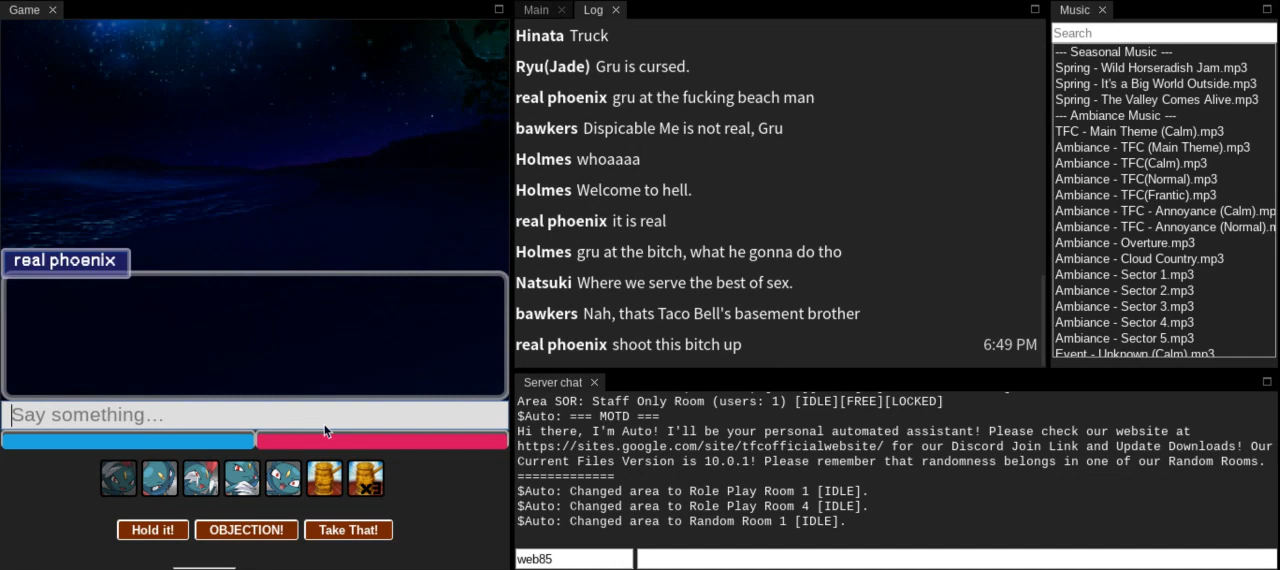 Game
real phoenix
Say something...
Hold it!
OBJECTION!
Take That!
Main
Log
Hinata Truck
Ryu(Jade) Gru is cursed.
real phoenix gru at the fucking beach man
bawkers Dispicable Me is not real, Gru
Holmes whoaaaa
Holmes Welcome to hell.
real phoenix it is real
Holmes gru at the bitch, what he gonna do tho
Natsuki Where we serve the best of sex.
bawkers Nah, thats Taco Bell's basement brother
real phoenix shoot this bitch up 6:49 PM
Server chat
Area SOR: Staff Only Room (users: 1) [IDLE][FREE][LOCKED]
$Auto: === MOTD ===
Hi there, I'm Auto! I'll be your personal automated assistant! Please check our website at
https://sites.google.com/site/tfcofficialwebsite/ for our Discord Join Link and Update Downloads! Our
Current Files Version is 10.0.1! Please remember that randomness belongs in one of our Random Rooms.
=============
$Auto: Changed area to Role Play Room 1 [IDLE].
$Auto: Changed area to Role Play Room 4 [IDLE].
$Auto: Changed area to Random Room 1 [IDLE].
web85
Music
Search
--- Seasonal Music ---
Spring - Wild Horseradish Jam.mp3
Spring - It's a Big World Outside.mp3
Spring - The Valley Comes Alive.mp3
--- Ambiance Music ---
TFC - Main Theme (Calm).mp3
Ambiance - TFC (Main Theme).mp3
Ambiance - TFC(Calm).mp3
Ambiance - TFC(Normal).mp3
Ambiance - TFC(Frantic).mp3
Ambiance - TFC - Annoyance (Calm).mp
Ambiance - TFC - Annoyance (Normal).n
Ambiance - Overture.mp3
Ambiance - Cloud Country.mp3
Ambiance - Sector 1.mp3
Ambiance - Sector 2.mp3
Ambiance - Sector 3.mp3
Ambiance - Sector 4.mp3
Ambiance - Sector 5.mp3
Event - Unknown (Calm).mp3